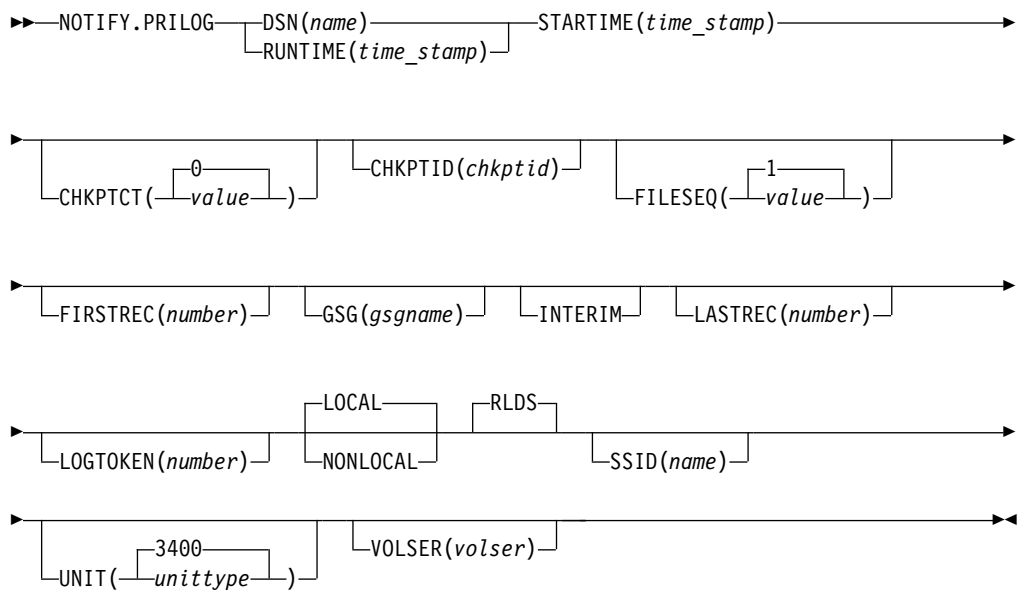 NOTIFY.PRILOG DSN(name) STARTIME(time_stamp)
RUNTIME(time_stamp)
0 CHKPTID(chkptid) 1
CHKPTCT( value ) FILESEQ( value )
FIRSTREC(number) GSG(gsgname) INTERIM LASTREC(number)
LOCAL RLDS
LOGTOKEN(number) NONLOCAL SSID(name)
3400 VOLSER(volser)
UNIT( unittype )